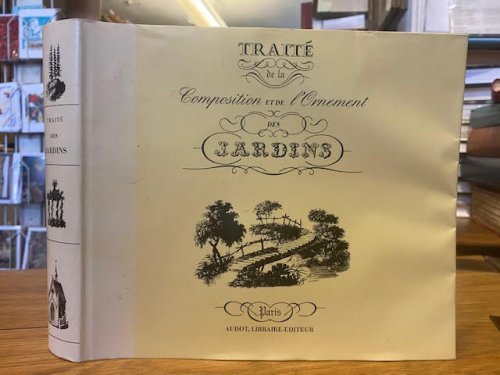 TRAITÉ
de la
Composition ET DE l'Ornement
DES
JARDINS
Paris
AUDOT, LIBRAIRE-EDITEUR
TRAITÉ
DES
JARDINS